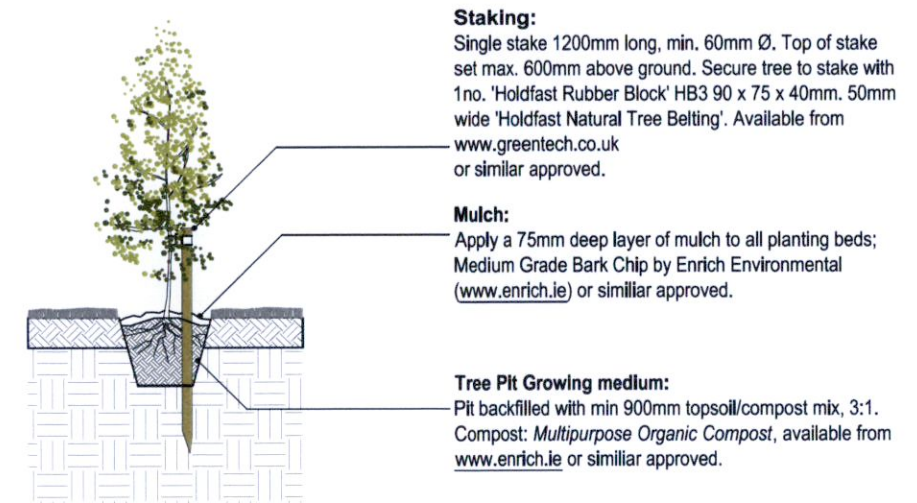 Staking:
Single stake 1200mm long, min. 60mm Ø. Top of stake
set max. 600mm above ground. Secure tree to stake with
1no. 'Holdfast Rubber Block' HB3 90 x 75 x 40mm. 50mm
wide 'Holdfast Natural Tree Belting'. Available from
www.greentech.co.uk
or similar approved.
Mulch:
Apply a 75mm deep layer of mulch to all planting beds;
Medium Grade Bark Chip by Enrich Environmental
(www.enrich.ie) or similiar approved.
Tree Pit Growing medium:
Pit backfilled with min 900mm topsoil/compost mix, 3:1.
Compost: Multipurpose Organic Compost, available from
www.enrich.ie or similiar approved.